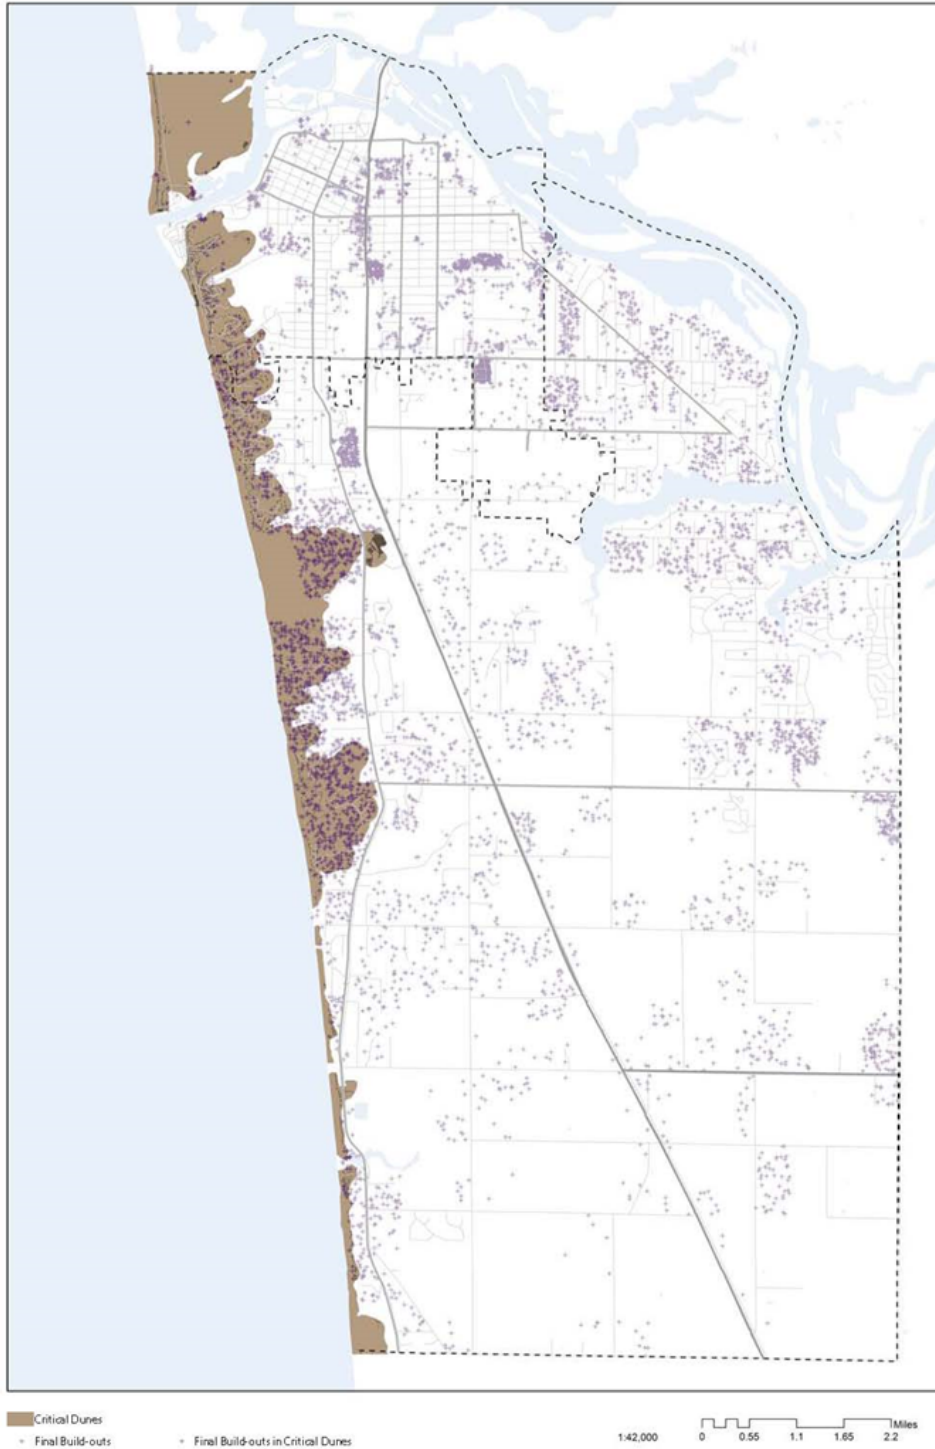 Critical Dunes
Final Build-outs
Final Build-outs in Critical Dunes
1:42,000
Miles
0 0.55 1.1 1.65 2.2